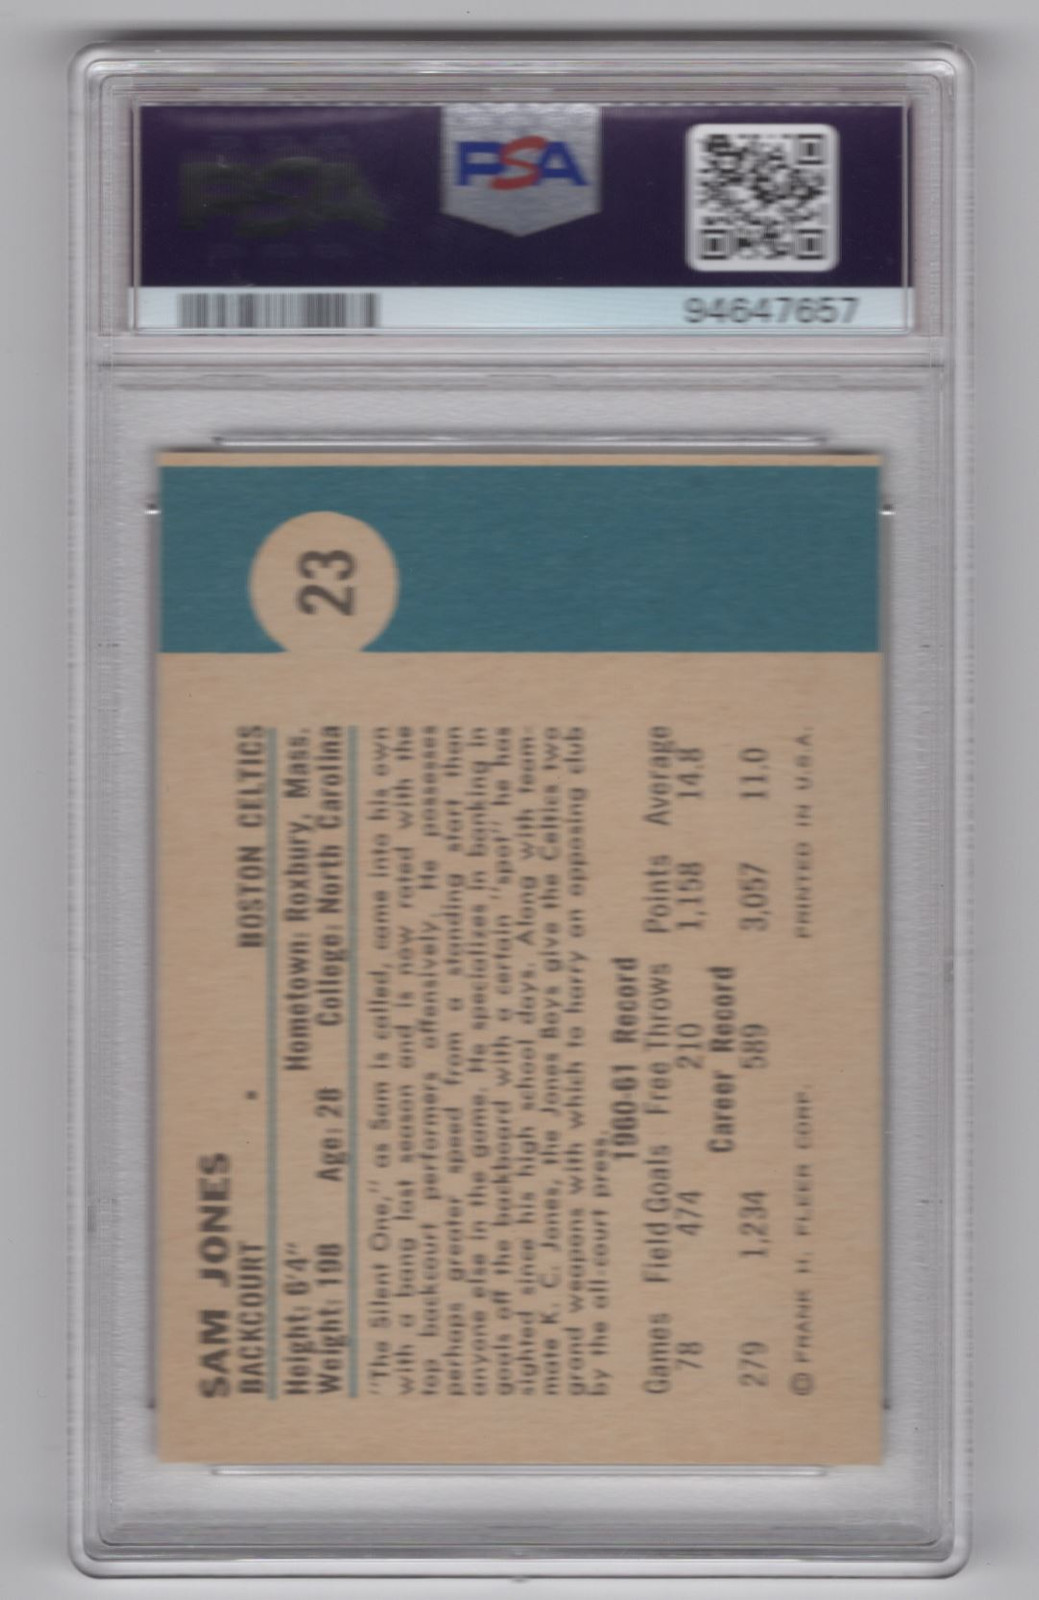 PSA
PSA
94647657
23
SAM JONES
BACKCOURT • BOSTON CELTICS
Height: 6'4" Hometown: Roxbury, Mass.
Weight: 198 Age: 28 College: North Carolina
"The Silent One," as Sam is called, came into his own
with a bang last season and is now rated with the
top backcourt performers offensively. He possesses
perhaps greater speed from a standing start then
anyone else in the game. He specializes in banking in
goals off the backboard with a certain "spot" he has
sighted since his high school days. Along with team-
mate K. C. Jones, the Jones Boys give the Celtics two
grand weapons with which to harry an opposing club
by the all-court press.
1960-61 Record
Games Field Goals Free Throws Points Average
78 474 210 1,158 14.8
Career Record
279 1,234 589 3,057 11.0
© FRANK H. FLEER CORP. PRINTED IN U.S.A.